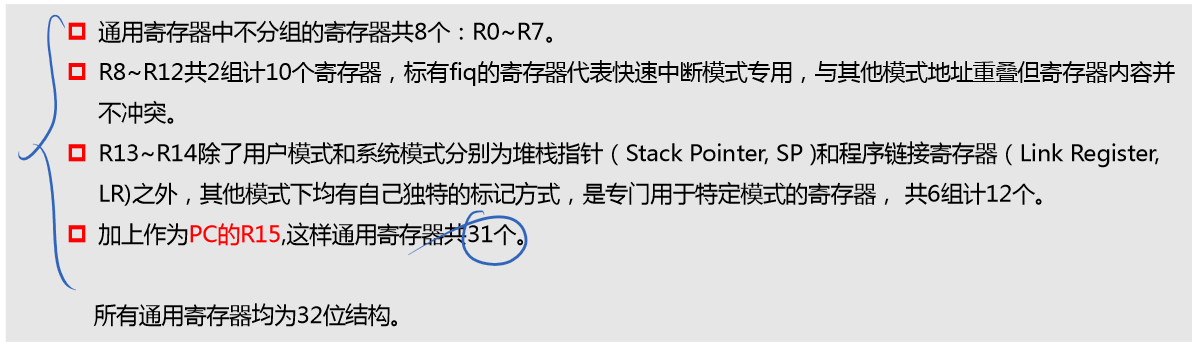 通用寄存器中不分组的寄存器共8个：R0~R7。
R8~R12共2组计10个寄存器，标有fiq的寄存器代表快速中断模式专用，与其他模式地址重叠但寄存器内容并
不冲突。
R13~R14除了用户模式和系统模式分别为堆栈指针（Stack Pointer, SP )和程序链接寄存器（Link Register,
LR)之外，其他模式下均有自己独特的标记方式，是专门用于特定模式的寄存器， 共6组计12个。
加上作为PC的R15,这样通用寄存器共31个。
所有通用寄存器均为32位结构。